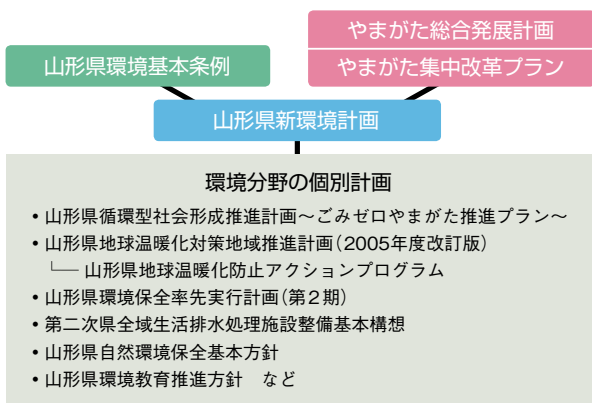 やまがた総合発展計画
山形県環境基本条例
やまがた集中改革プラン
山形県新環境計画
環境分野の個別計画
• 山形県循環型社会形成推進計画～ごみゼロやまがた推進プラン～
• 山形県地球温暖化対策地域推進計画（2005年度改訂版）
└─ 山形県地球温暖化防止アクションプログラム
• 山形県環境保全率先実行計画（第２期）
• 第二次県全域生活排水処理施設整備基本構想
• 山形県自然環境保全基本方針
• 山形県環境教育推進方針　など